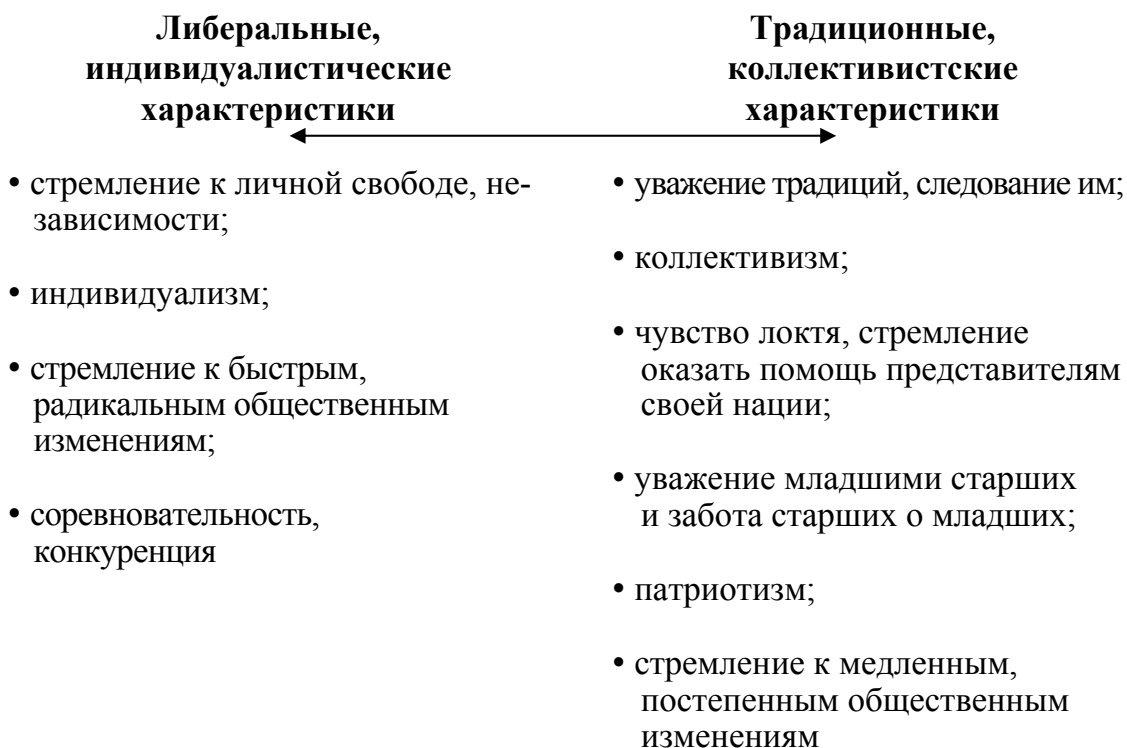 Либеральные,
индивидуалистические
характеристики
Традиционные,
коллективистские
характеристики
• стремление к личной свободе, не-
зависимости;
• индивидуализм;
• стремление к быстрым,
радикальным общественным
изменениям;
• соревновательность,
конкуренция
• уважение традиций, следование им;
• коллективизм;
• чувство локтя, стремление
оказать помощь представителям
своей нации;
• уважение младшими старших
и забота старших о младших;
• патриотизм;
• стремление к медленным,
постепенным общественным
изменениям